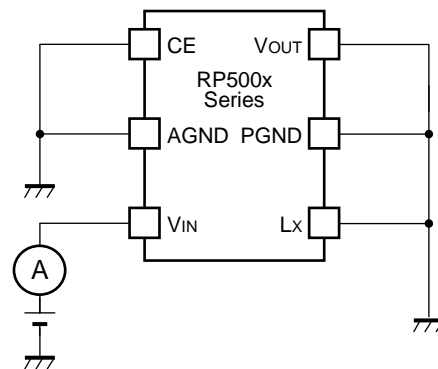 CE VOUT
RP500x
Series
AGND PGND
VIN LX
A